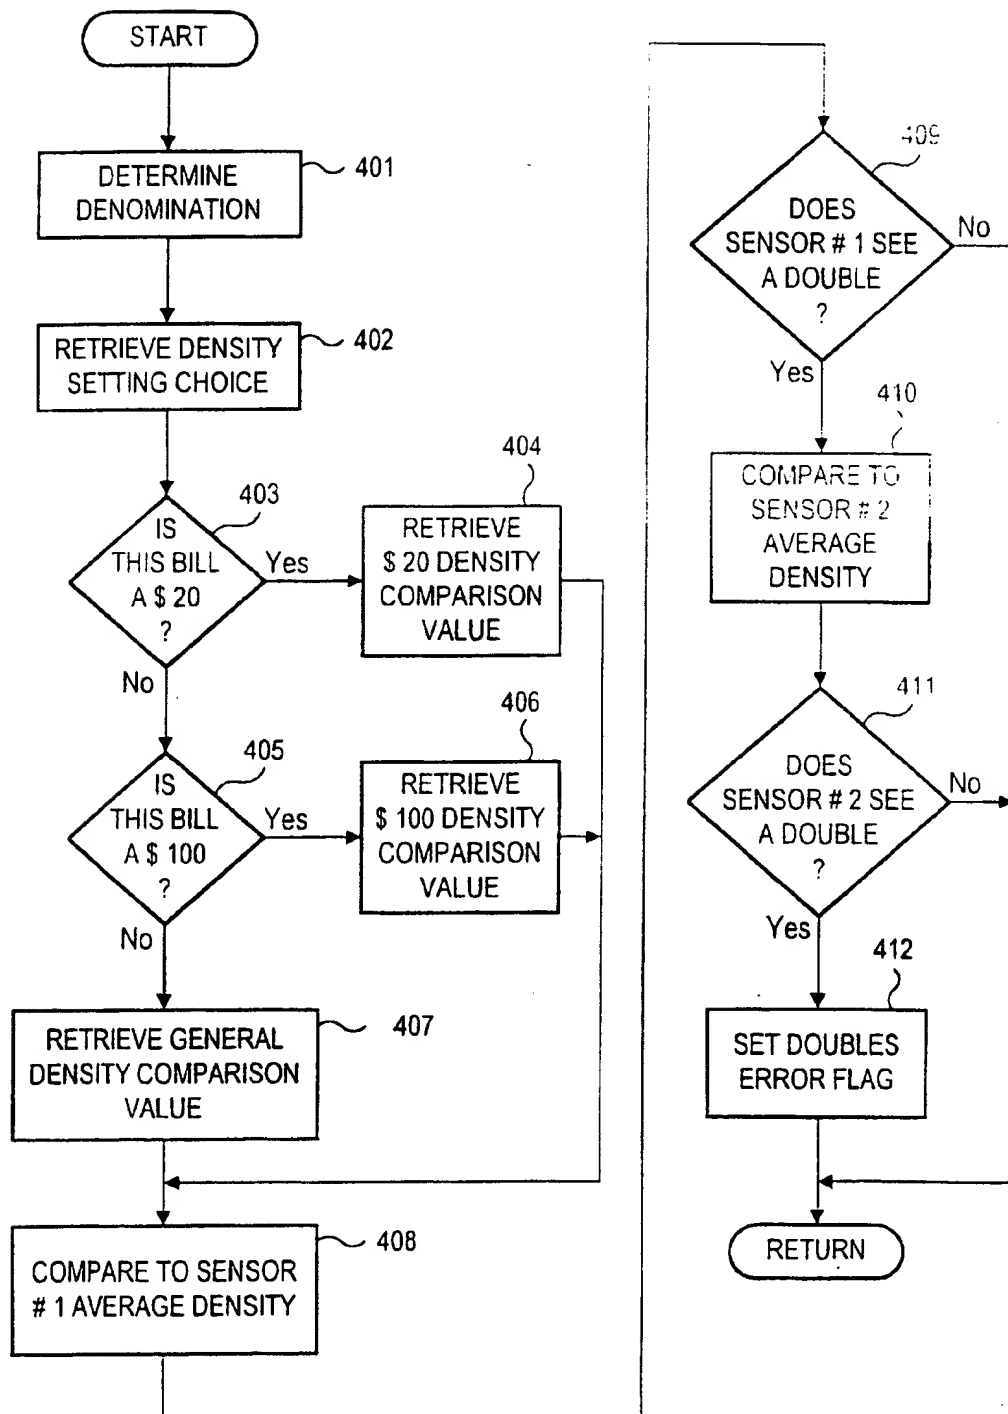 START
401
DETERMINE
DENOMINATION
402
RETRIEVE DENSITY
SETTING CHOICE
403
IS
THIS BILL
A $ 20
?
Yes
No
404
RETRIEVE
$ 20 DENSITY
COMPARISON
VALUE
405
IS
THIS BILL
A $ 100
?
Yes
No
406
RETRIEVE
$ 100 DENSITY
COMPARISON
VALUE
407
RETRIEVE GENERAL
DENSITY COMPARISON
VALUE
408
COMPARE TO SENSOR
# 1 AVERAGE DENSITY
409
DOES
SENSOR # 1 SEE
A DOUBLE
?
No
Yes
410
COMPARE TO
SENSOR # 2
AVERAGE
DENSITY
411
DOES
SENSOR # 2 SEE
A DOUBLE
?
No
Yes
412
SET DOUBLES
ERROR FLAG
RETURN